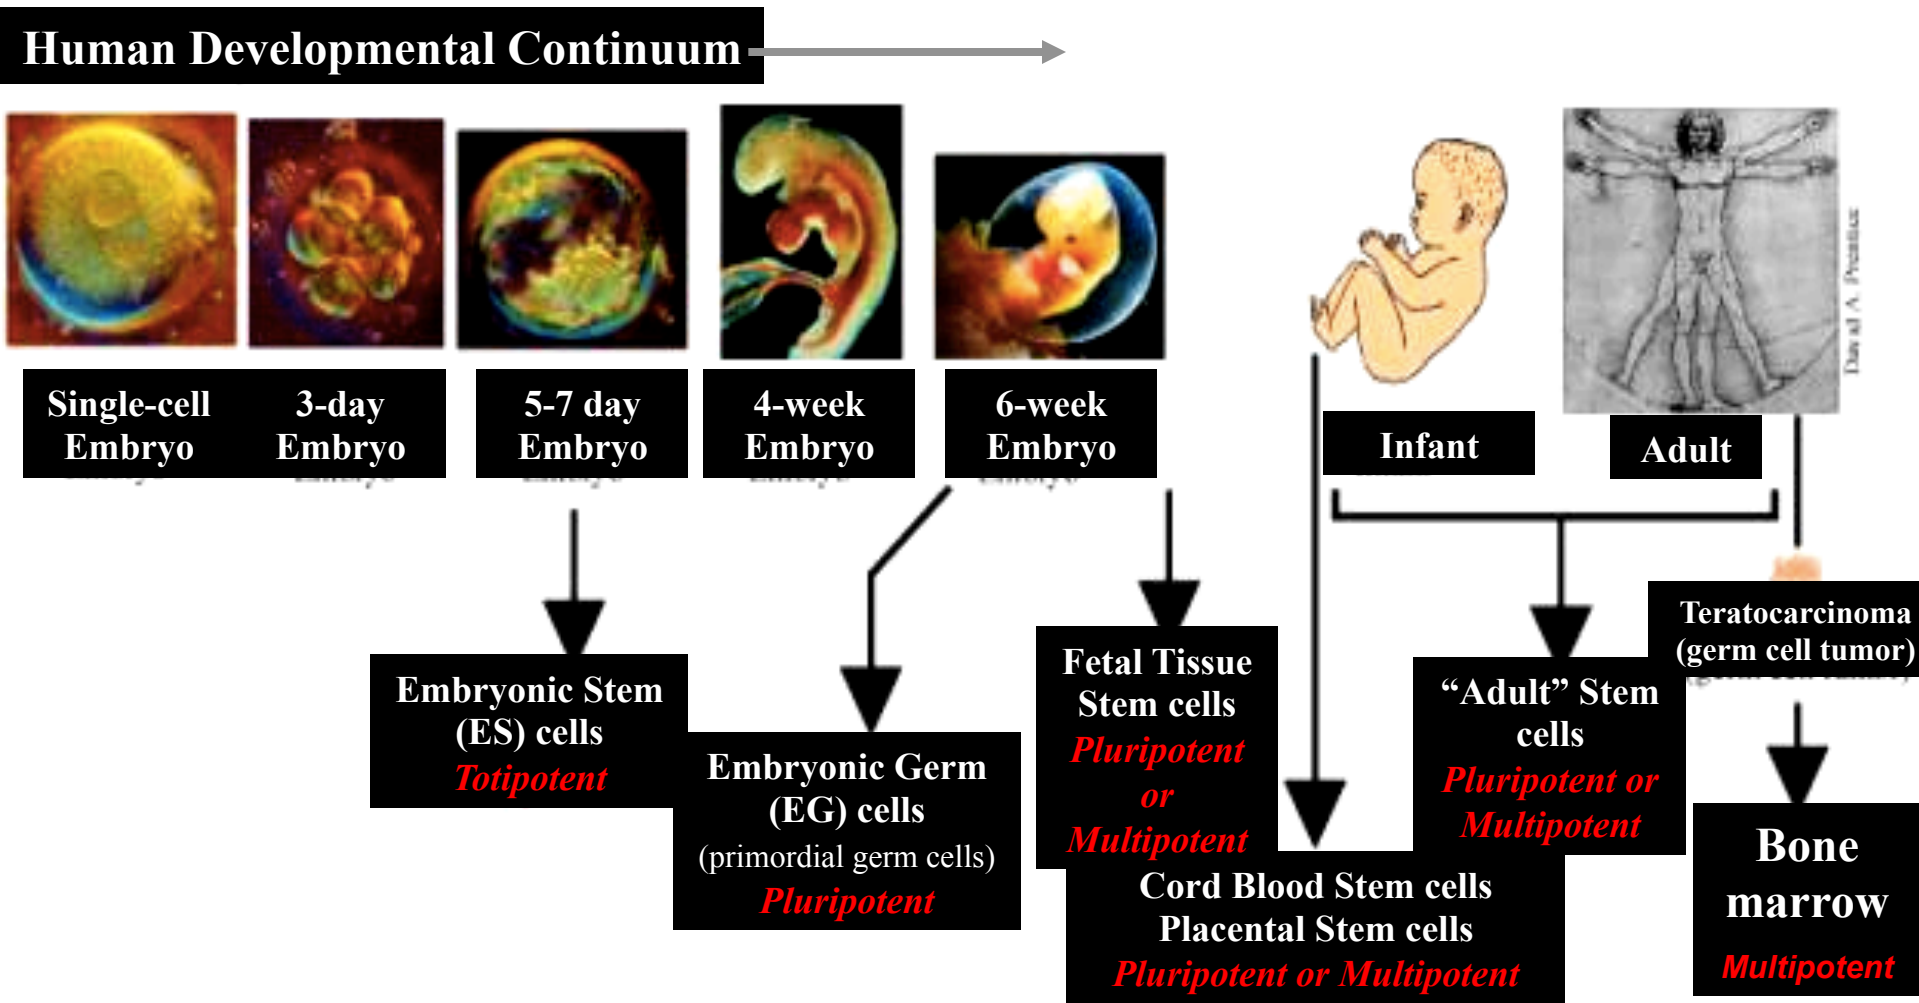 Human Developmental Continuum
Single-cell
Embryo
3-day
Embryo
5-7 day
Embryo
4-week
Embryo
6-week
Embryo
Infant
Adult
David A. Prentice
Embryonic Stem
(ES) cells
Totipotent
Embryonic Germ
(EG) cells
(primordial germ cells)
Pluripotent
Fetal Tissue
Stem cells
Pluripotent
or
Multipotent
Cord Blood Stem cells
Placental Stem cells
Pluripotent or Multipotent
“Adult” Stem
cells
Pluripotent or
Multipotent
Teratocarcinoma
(germ cell tumor)
Bone
marrow
Multipotent